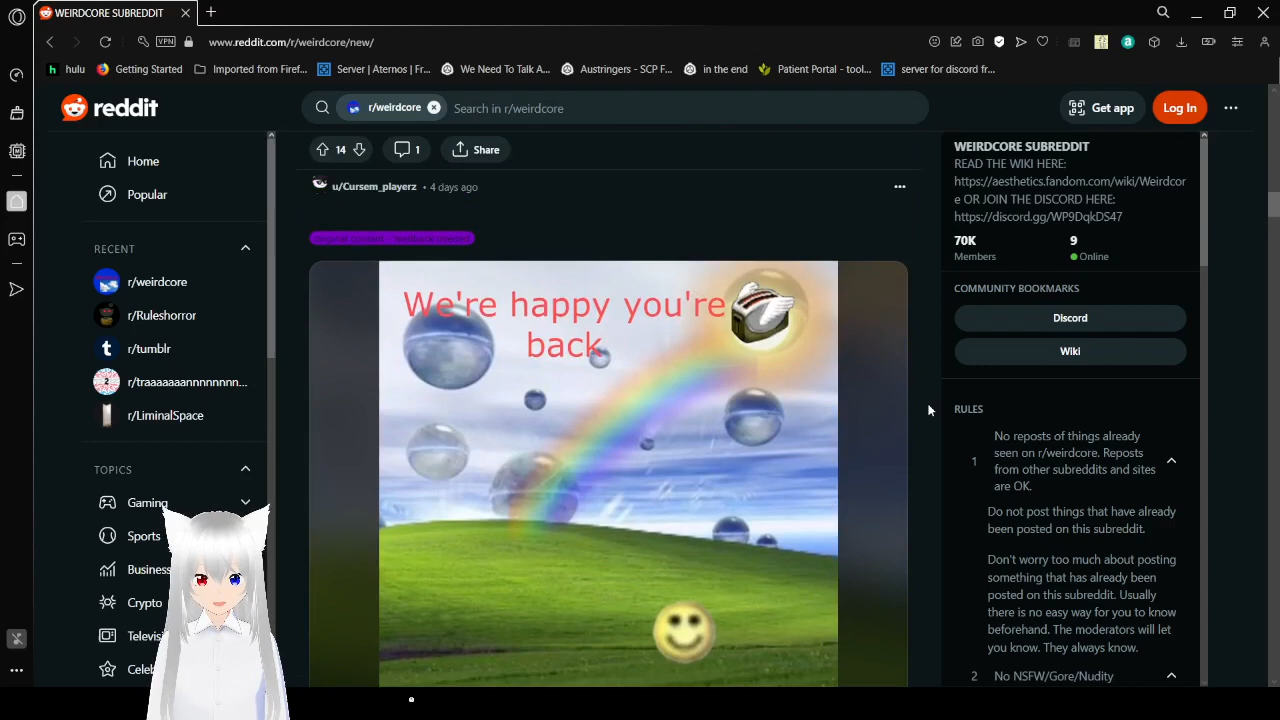 WEIRDCORE SUBREDDIT
VPN
www.reddit.com/r/weirdcore/new/
hulu
Getting Started
Imported from Firef...
Server | Aternos | Fr...
We Need To Talk A...
Austringers - SCP F...
in the end
Patient Portal - tool...
server for discord fr...
reddit
r/weirdcore
Search in r/weirdcore
Get app
Log In
Home
Popular
RECENT
r/weirdcore
r/Ruleshorror
r/tumblr
r/traaaaaaannnnnnnn...
r/LiminalSpace
TOPICS
Gaming
Sports
Business
Crypto
Televisi
Celeb
14
1
Share
u/Cursem_playerz • 4 days ago
We're happy you're
back
WEIRDCORE SUBREDDIT
READ THE WIKI HERE:
https://aesthetics.fandom.com/wiki/Weirdcor
e OR JOIN THE DISCORD HERE:
https://discord.gg/WP9DqkDS47
70K
Members
9
Online
COMMUNITY BOOKMARKS
Discord
Wiki
RULES
1
No reposts of things already
seen on r/weirdcore. Reposts
from other subreddits and sites
are OK.
Do not post things that have already
been posted on this subreddit.
Don't worry too much about posting
something that has already been
posted on this subreddit. Usually
there is no easy way for you to know
beforehand. The moderators will let
you know. They always know.
2
No NSFW/Gore/Nudity